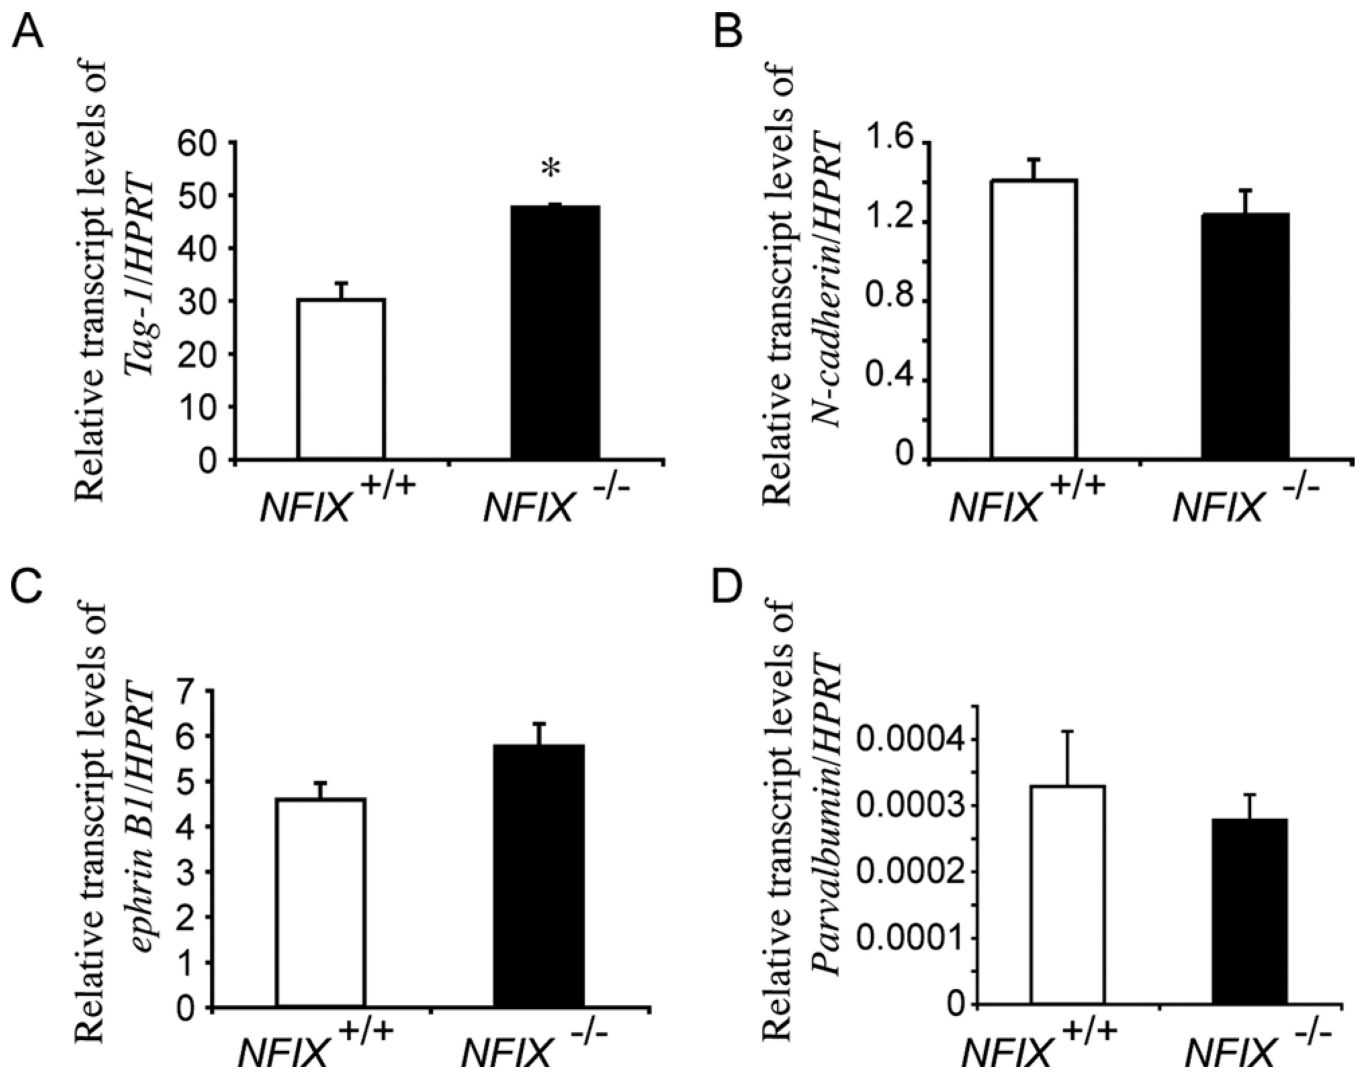 A
Relative transcript levels of
Tag-1/HPRT
60
50
40
30
20
10
0
*
NFIX +/+
NFIX -/-
B
Relative transcript levels of
N-cadherin/HPRT
1.6
1.2
0.8
0.4
0
NFIX +/+
NFIX -/-
C
Relative transcript levels of
ephrin B1/HPRT
7
6
5
4
3
2
1
0
NFIX +/+
NFIX -/-
D
Relative transcript levels of
Parvalbumin/HPRT
0.0004
0.0003
0.0002
0.0001
0
NFIX +/+
NFIX -/-